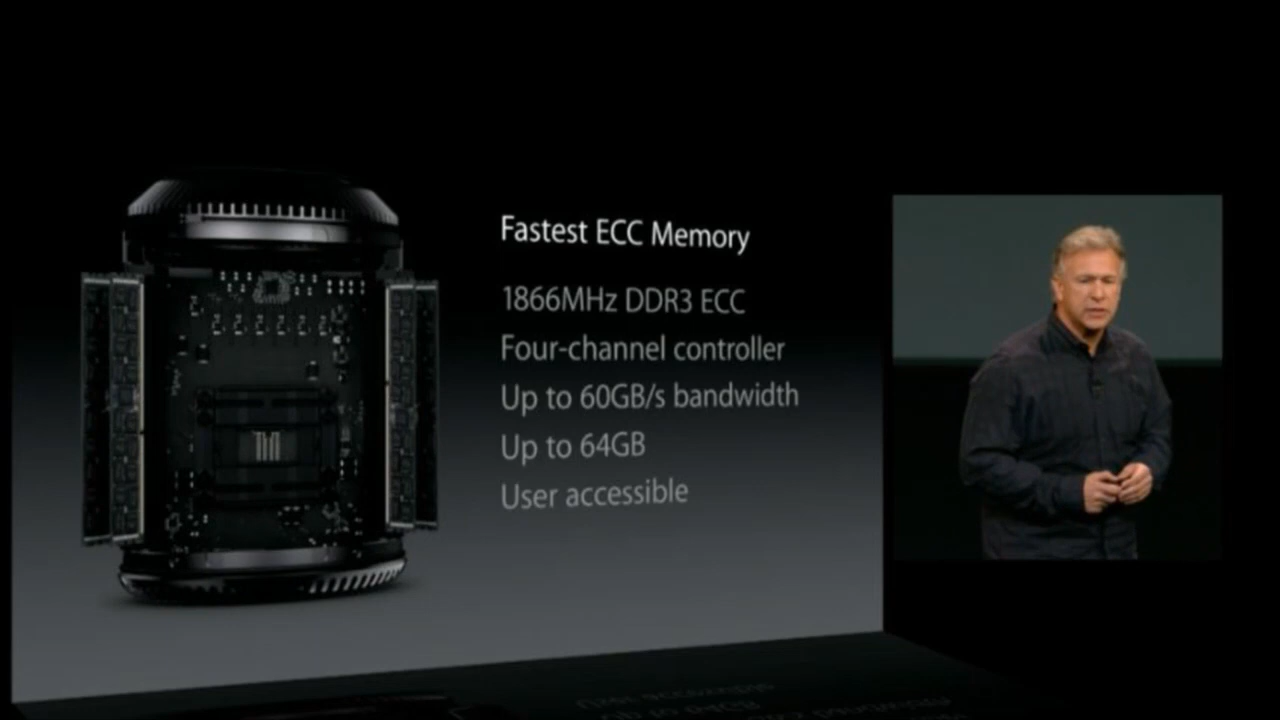 Fastest ECC Memory
1866MHz DDR3 ECC
Four-channel controller
Up to 60GB/s bandwidth
Up to 64GB
User accessible